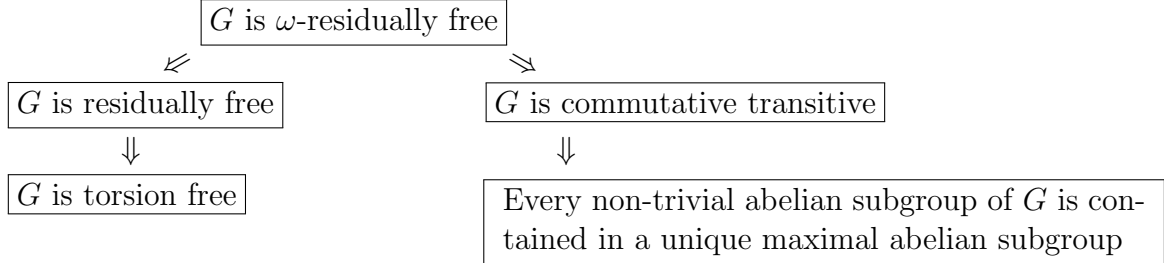 G is ω-residually free
⇙ ⇘
G is residually free
G is commutative transitive
⇓ ⇓
G is torsion free
Every non-trivial abelian subgroup of G is con-
tained in a unique maximal abelian subgroup